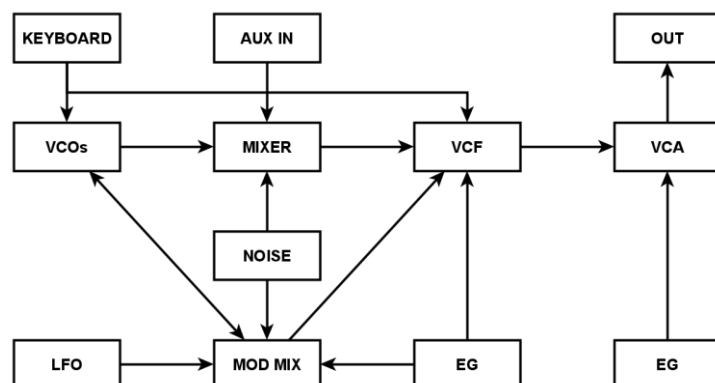 KEYBOARD
AUX IN
OUT
VCOs
MIXER
VCF
VCA
NOISE
LFO
MOD MIX
EG
EG